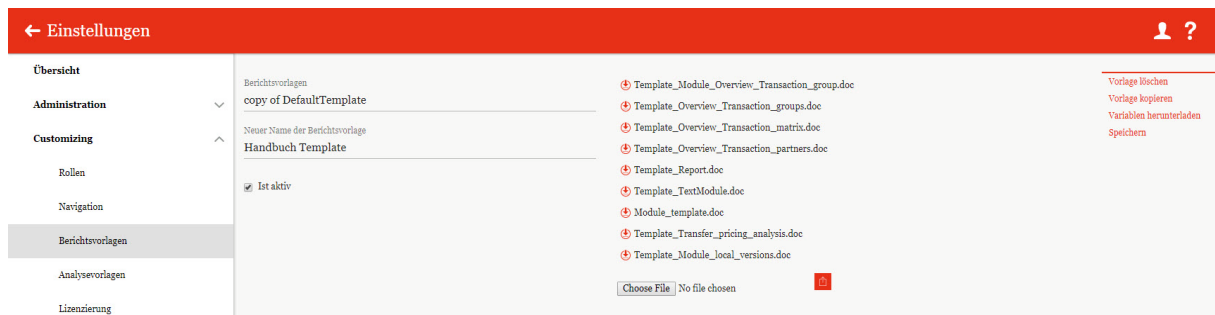 Einstellungen
?
Übersicht
Administration
Customizing
Rollen
Navigation
Berichtsvorlagen
Analysevorlagen
Lizenzierung
Berichtsvorlagen
copy of DefaultTemplate
Neuer Name der Berichtsvorlage
Handbuch Template
Ist aktiv
Template_Module_Overview_Transaction_group.doc
Template_Overview_Transaction_groups.doc
Template_Overview_Transaction_matrix.doc
Template_Overview_Transaction_partners.doc
Template_Report.doc
Template_TextModule.doc
Module_template.doc
Template_Transfer_pricing_analysis.doc
Template_Module_local_versions.doc
Choose File No file chosen
Vorlage löschen
Vorlage kopieren
Variablen herunterladen
Speichern